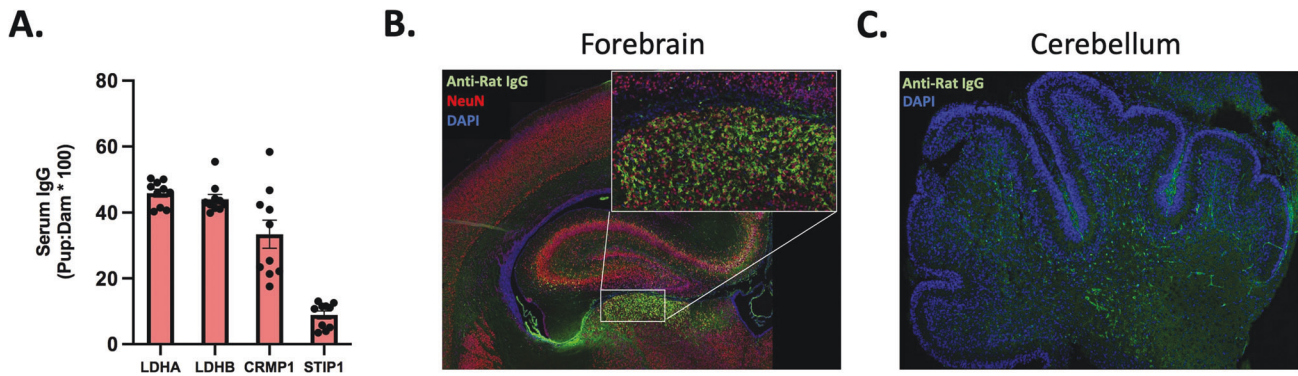 A.
Serum IgG
(Pup:Dam * 100)
80
60
40
20
0
LDHA LDHB CRMP1 STIP1
B.
Forebrain
Anti-Rat IgG
NeuN
DAPI
C.
Cerebellum
Anti-Rat IgG
DAPI